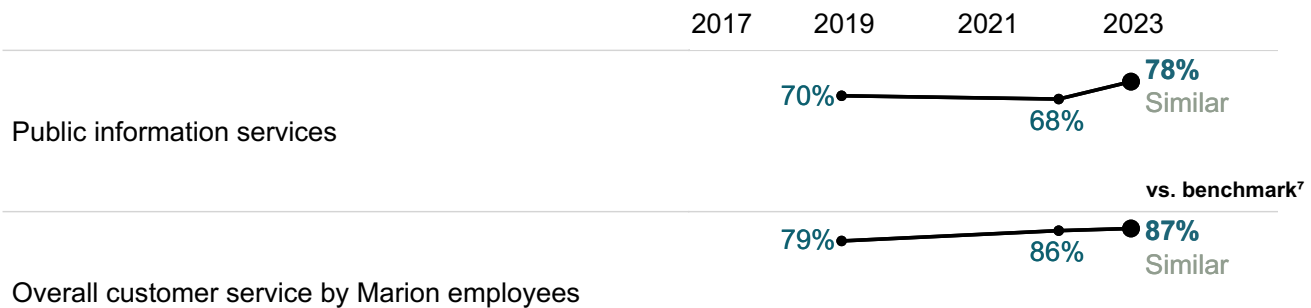 2017 2019 2021 2023
78%
70%
Similar
68%
Public information services
vs. benchmark⁷
79%
87%
86%
Similar
Overall customer service by Marion employees